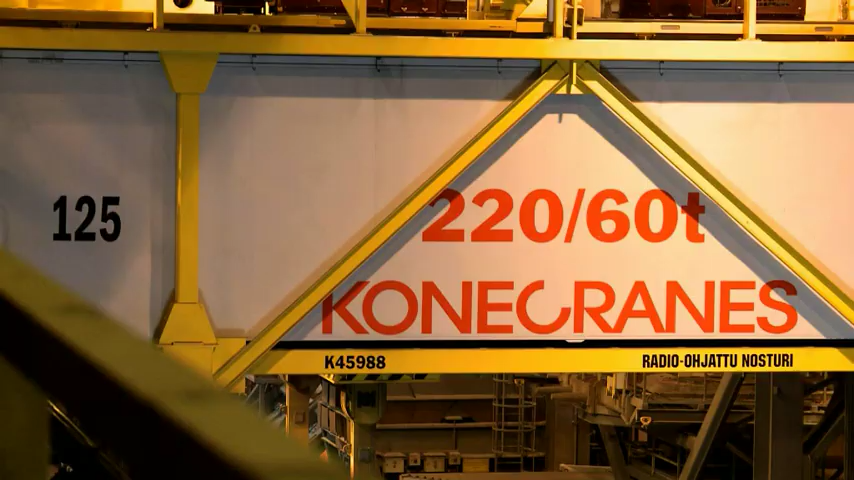 125
220/60t
KONECRANES
K45988
RADIO-OHJATTU NOSTURI